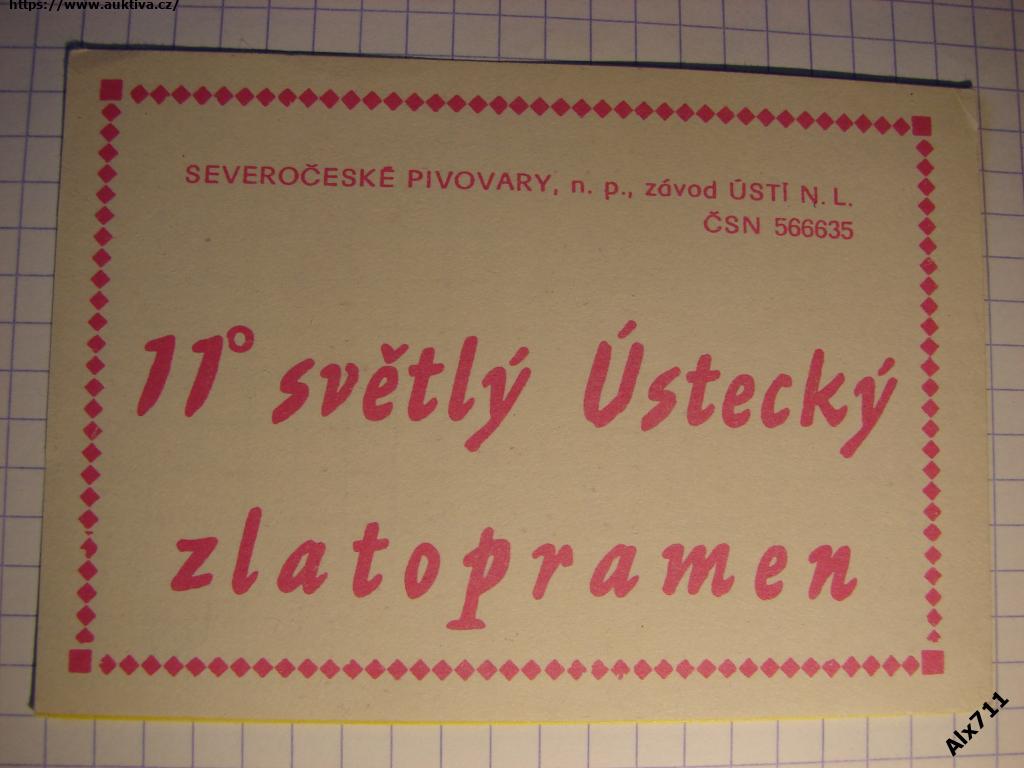 https://www.auktiva.cz/
SEVEROČESKÉ PIVOVARY, n. p., závod ÚSTÍ N. L.
ČSN 566635
11° světlý Ústecký
zlatopramen
Alx711